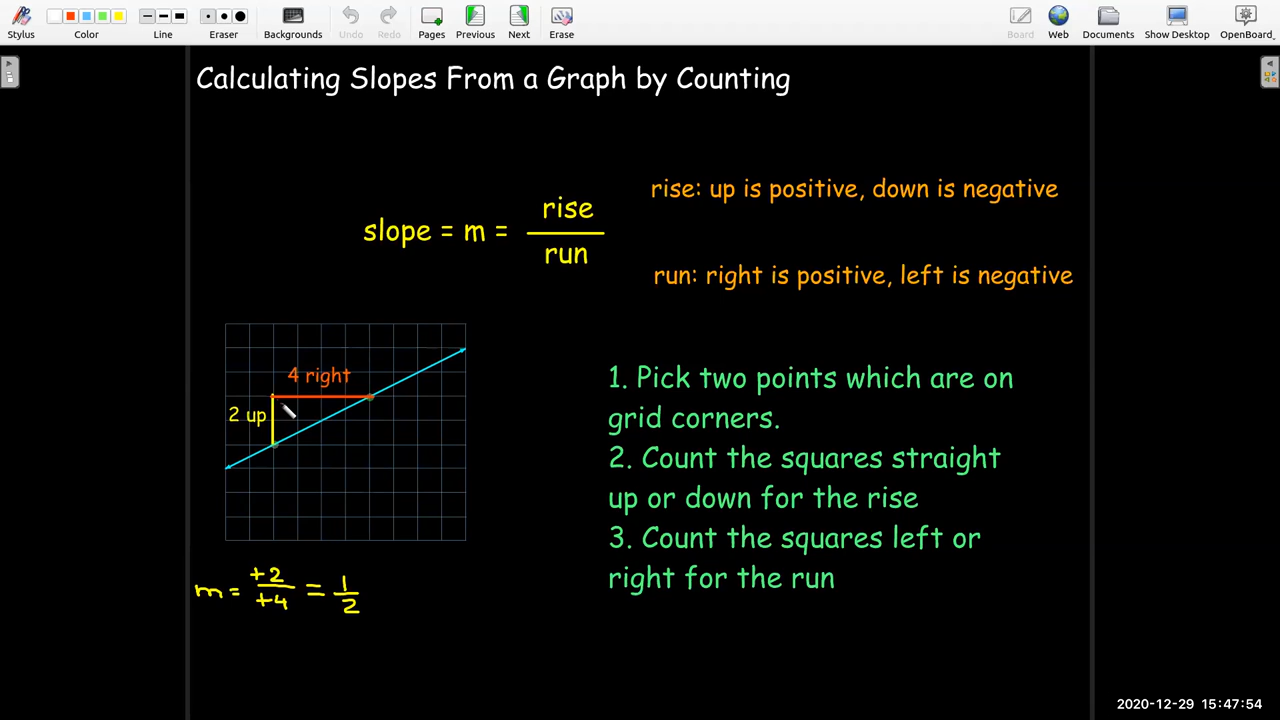 Stylus Color Line Eraser Backgrounds Undo Redo Pages Previous Next Erase Board Web Documents Show Desktop OpenBoard
Calculating Slopes From a Graph by Counting
rise: up is positive, down is negative
slope = m = rise
run
run: right is positive, left is negative
4 right
2 up
1. Pick two points which are on
grid corners.
2. Count the squares straight
up or down for the rise
3. Count the squares left or
right for the run
m = +2/+4 = 1/2
2020-12-29 15:47:54